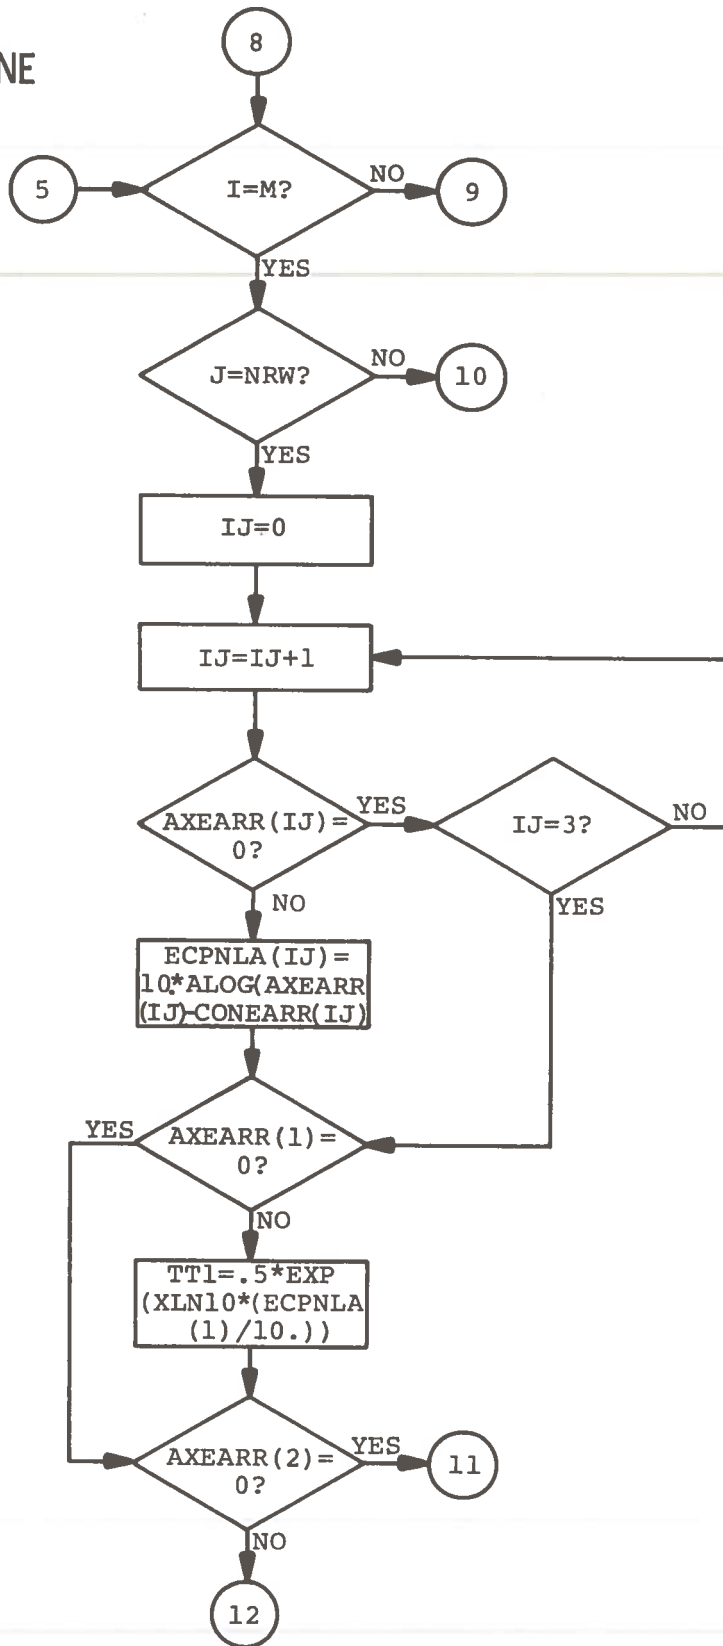 NE
8
5
I=M?
NO
9
YES
J=NRW?
NO
10
YES
IJ=0
IJ=IJ+1
AXEARR(IJ)=
0?
YES
IJ=3?
NO
NO
YES
ECPNLA(IJ)=
10.*ALOG(AXEARR
(IJ)-CONEARR(IJ)
YES
AXEARR(1)=
0?
NO
TT1=.5*EXP
(XLN10*(ECPNLA
(1)/10.))
AXEARR(2)=
0?
YES
11
NO
12